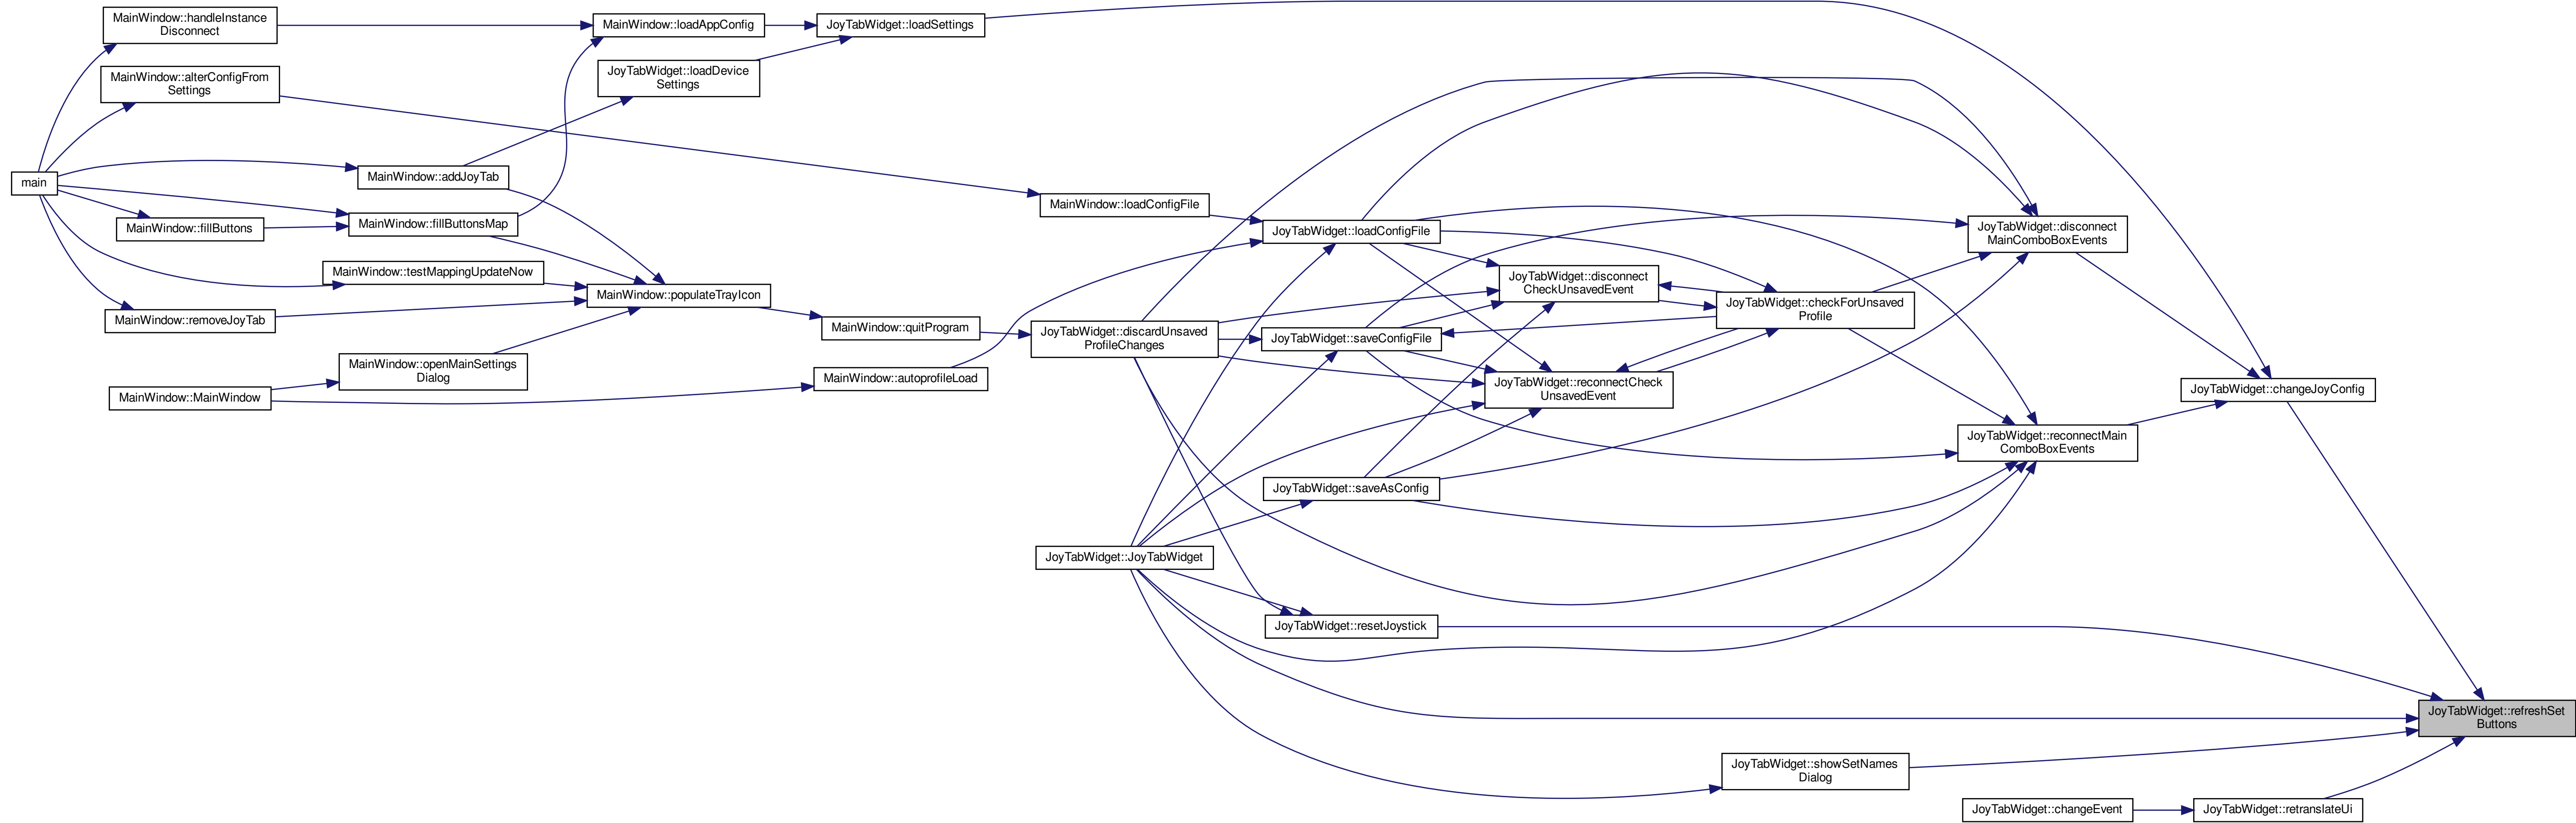 MainWindow::handleInstance
Disconnect
MainWindow::loadAppConfig
JoyTabWidget::loadSettings
MainWindow::alterConfigFrom
Settings
JoyTabWidget::loadDevice
Settings
main
MainWindow::addJoyTab
MainWindow::fillButtons
MainWindow::fillButtonsMap
MainWindow::loadConfigFile
JoyTabWidget::loadConfigFile
JoyTabWidget::disconnect
MainComboBoxEvents
MainWindow::testMappingUpdateNow
MainWindow::populateTrayIcon
JoyTabWidget::disconnect
CheckUnsavedEvent
JoyTabWidget::checkForUnsaved
Profile
MainWindow::removeJoyTab
MainWindow::quitProgram
JoyTabWidget::discardUnsaved
ProfileChanges
JoyTabWidget::saveConfigFile
MainWindow::openMainSettings
Dialog
MainWindow::autoprofileLoad
JoyTabWidget::reconnectCheck
UnsavedEvent
JoyTabWidget::changeJoyConfig
MainWindow::MainWindow
JoyTabWidget::reconnectMain
ComboBoxEvents
JoyTabWidget::saveAsConfig
JoyTabWidget::JoyTabWidget
JoyTabWidget::resetJoystick
JoyTabWidget::refreshSet
Buttons
JoyTabWidget::showSetNames
Dialog
JoyTabWidget::changeEvent
JoyTabWidget::retranslateUi